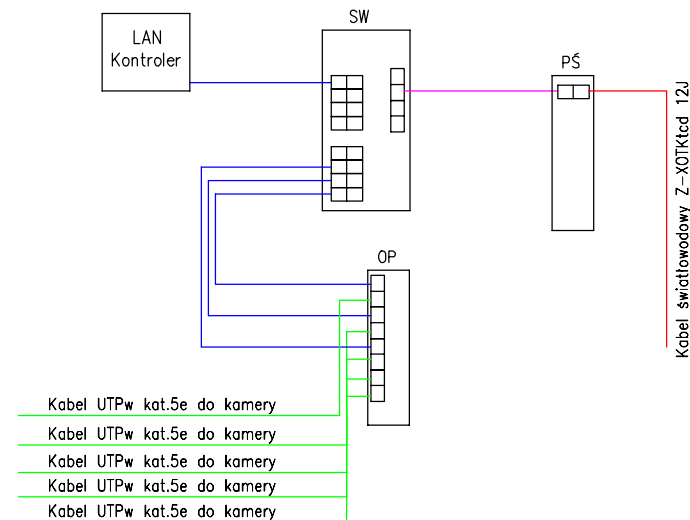 SW
LAN
Kontroler
PŚ
Kabel światłowodowy Z-XOTKtcd 12J
OP
Kabel UTPw kat.5e do kamery
Kabel UTPw kat.5e do kamery
Kabel UTPw kat.5e do kamery
Kabel UTPw kat.5e do kamery
Kabel UTPw kat.5e do kamery